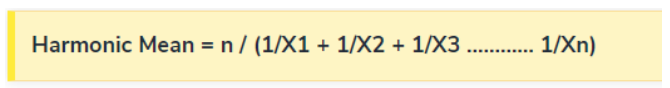 Harmonic Mean = n / (1/X1 + 1/X2 + 1/X3 ............ 1/Xn)